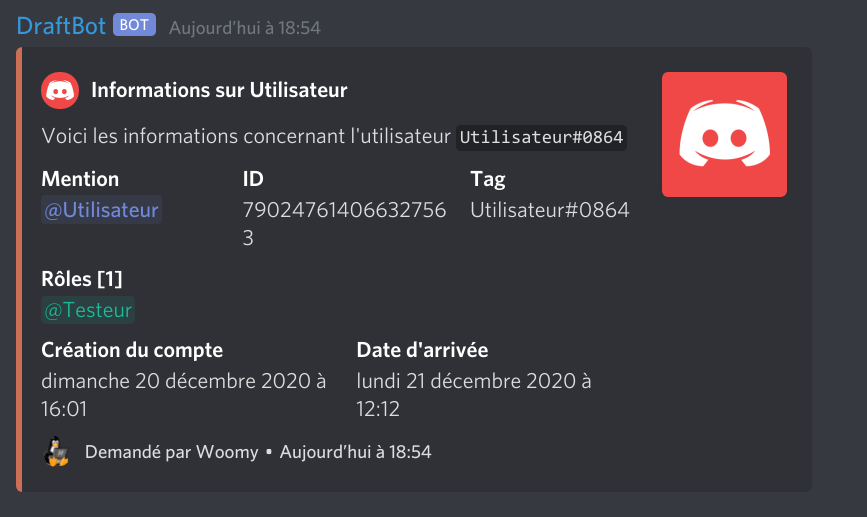 DraftBot BOT Aujourd'hui à 18:54
Informations sur Utilisateur
Voici les informations concernant l'utilisateur Utilisateur#0864
Mention ID Tag
@Utilisateur 79024761406632756 Utilisateur#0864
3
Rôles [1]
@Testeur
Création du compte Date d'arrivée
dimanche 20 décembre 2020 à lundi 21 décembre 2020 à
16:01 12:12
Demandé par Woomy • Aujourd'hui à 18:54